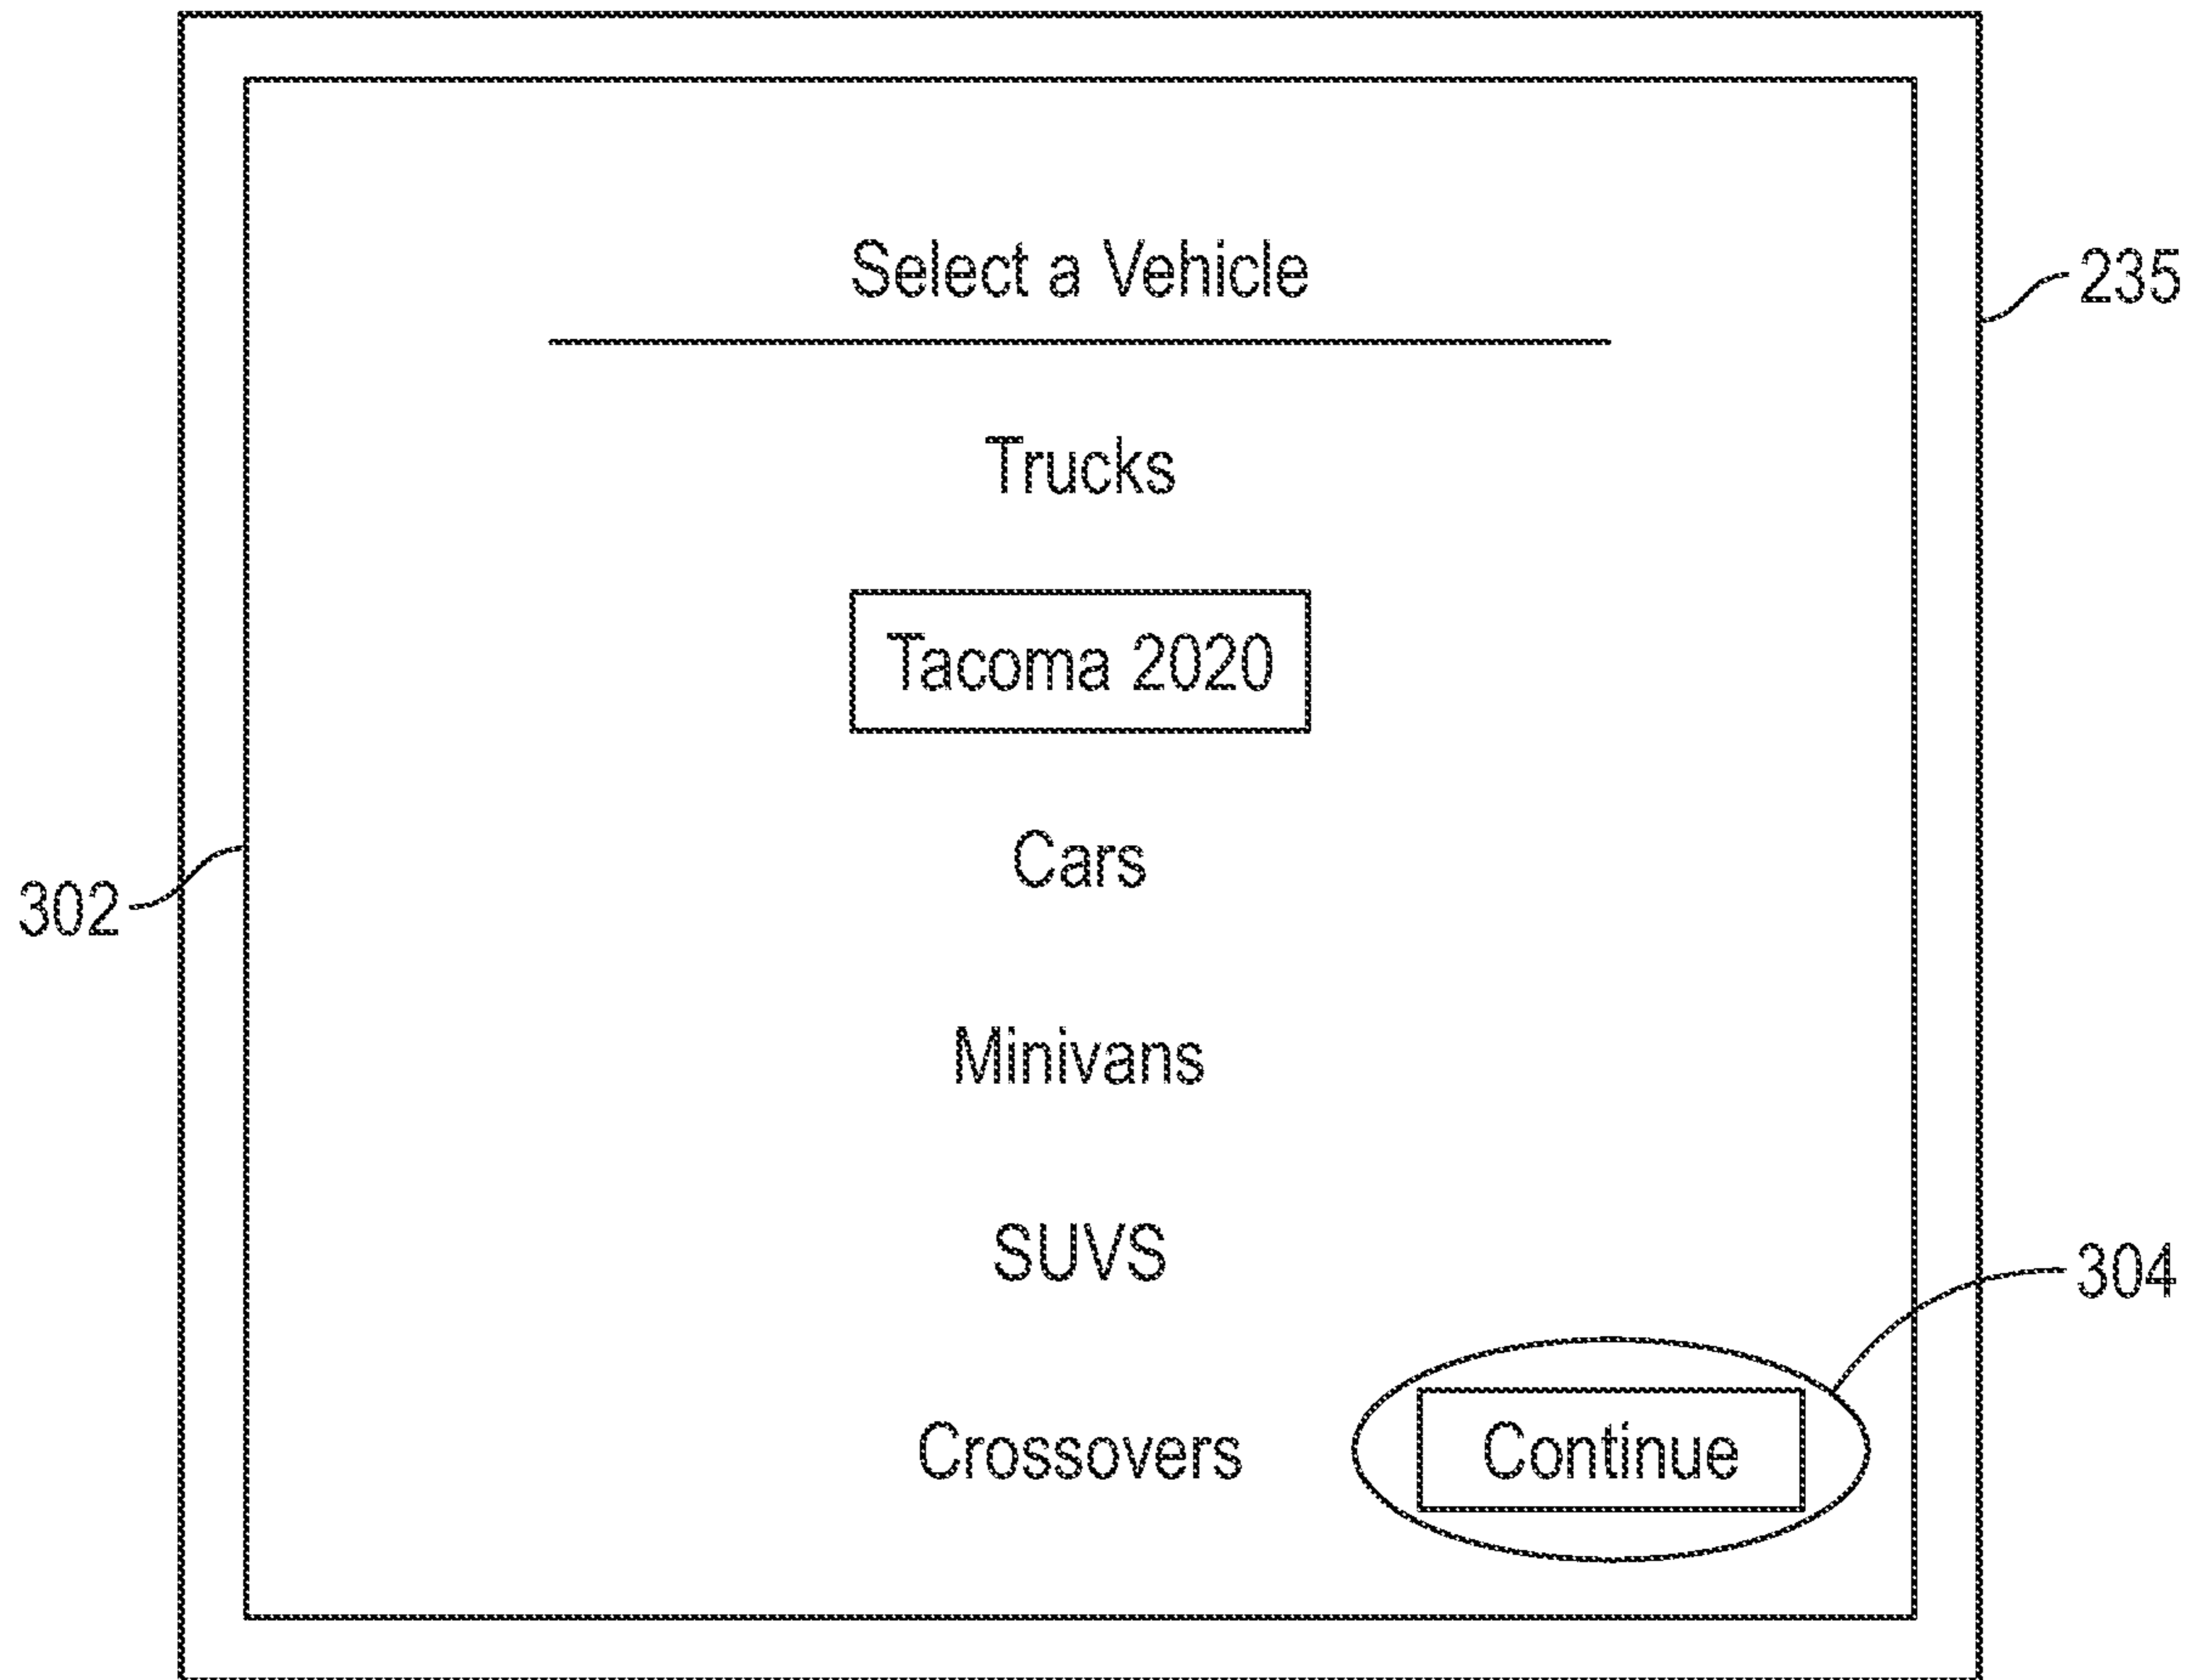 Select a Vehicle
235
Trucks
Tacoma 2020
Cars
302
Minivans
SUVS
304
Crossovers
Continue